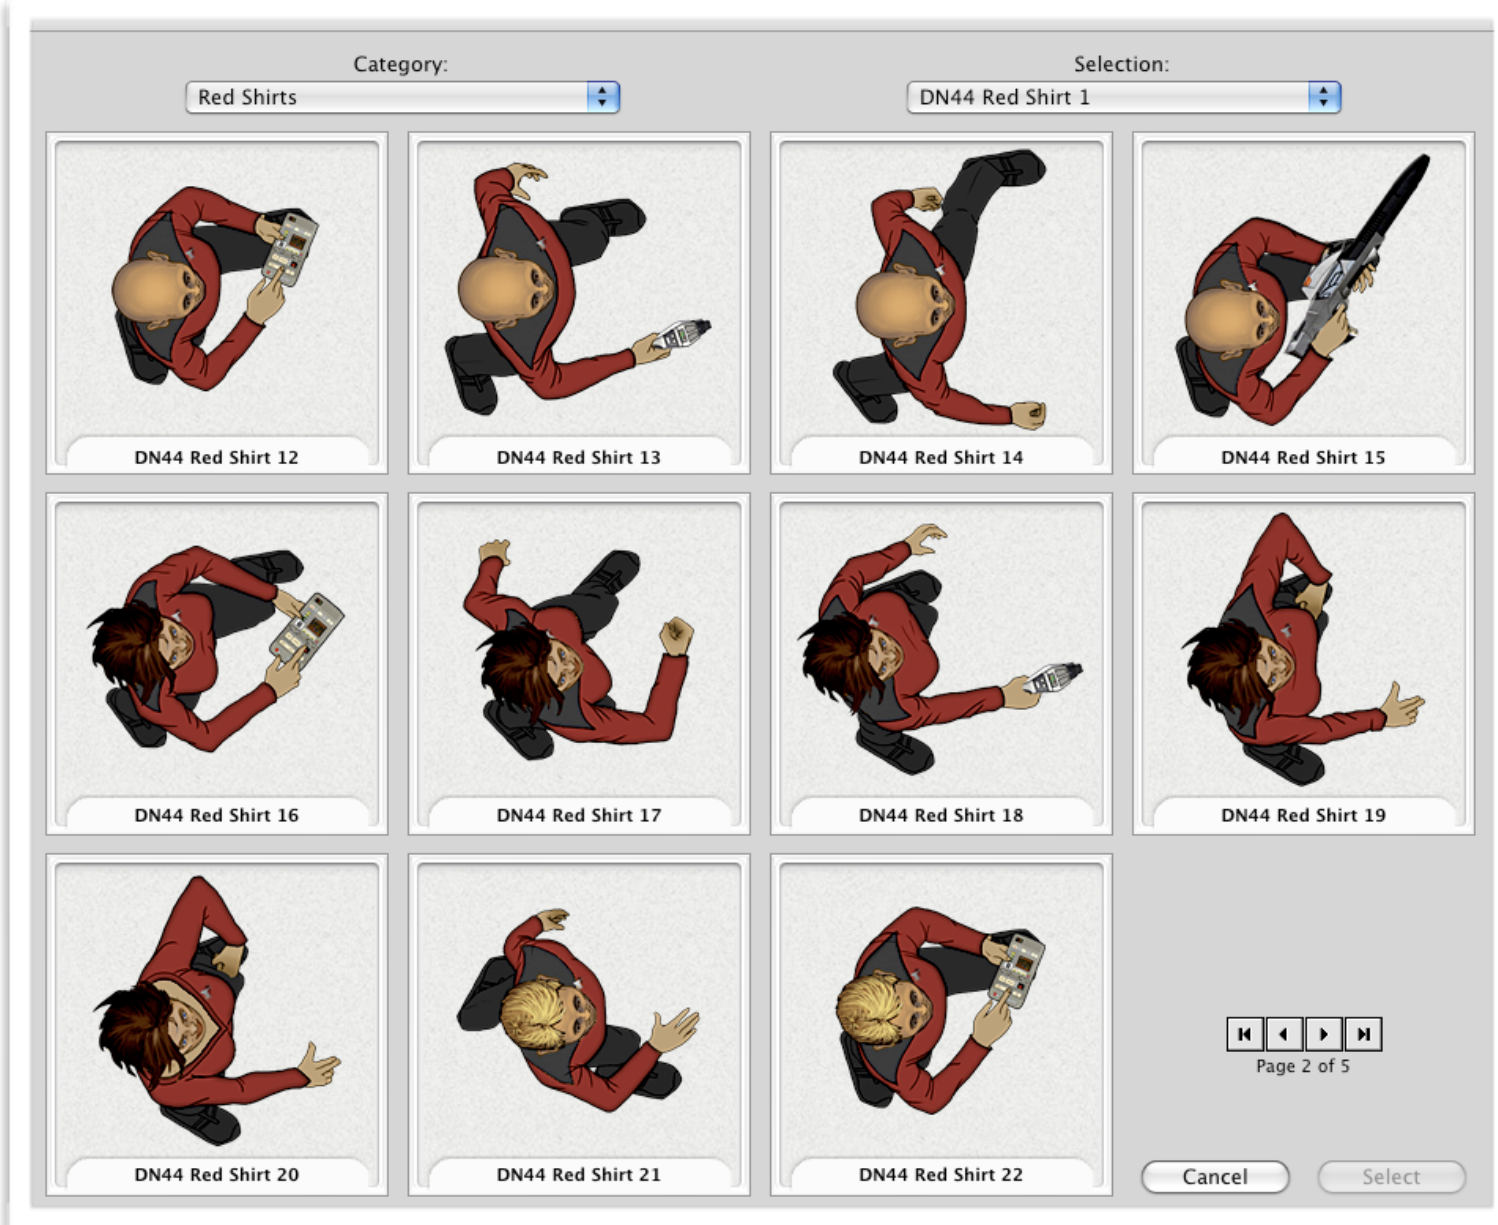 Category:
Selection:
Red Shirts
DN44 Red Shirt 1
DN44 Red Shirt 12
DN44 Red Shirt 13
DN44 Red Shirt 14
DN44 Red Shirt 15
DN44 Red Shirt 16
DN44 Red Shirt 17
DN44 Red Shirt 18
DN44 Red Shirt 19
DN44 Red Shirt 20
DN44 Red Shirt 21
DN44 Red Shirt 22
Page 2 of 5
Cancel
Select